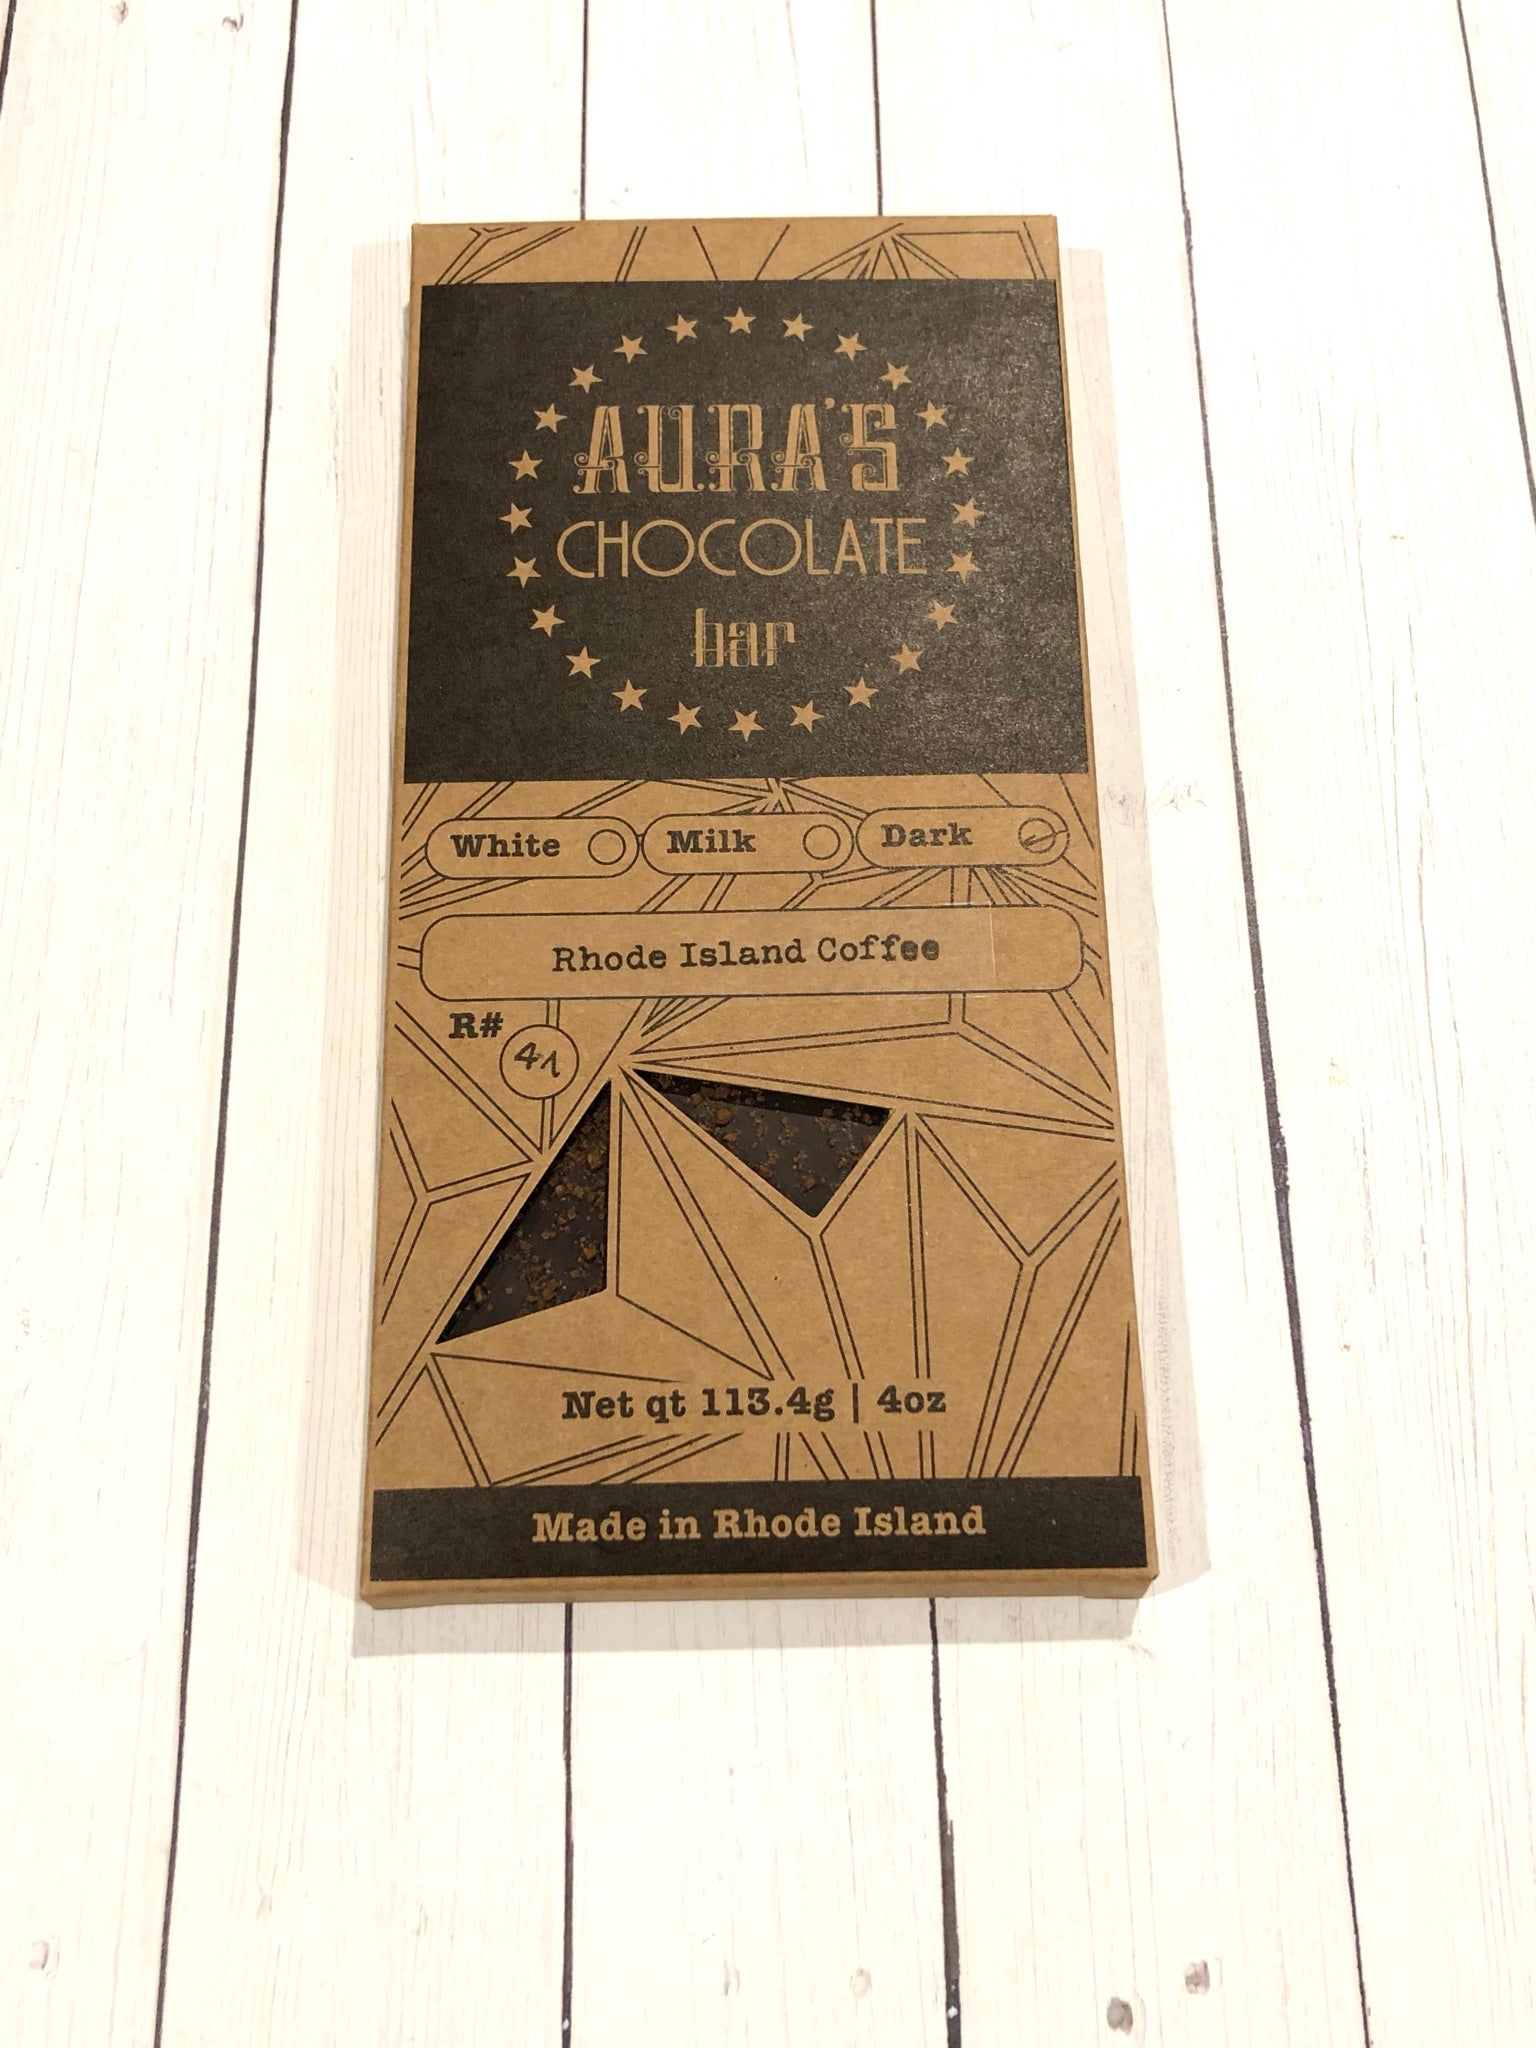 AURA'S
CHOCOLATE
bar
White Milk Dark
Rhode Island Coffee
R#
41
Net qt 113.4g | 4oz
Made in Rhode Island